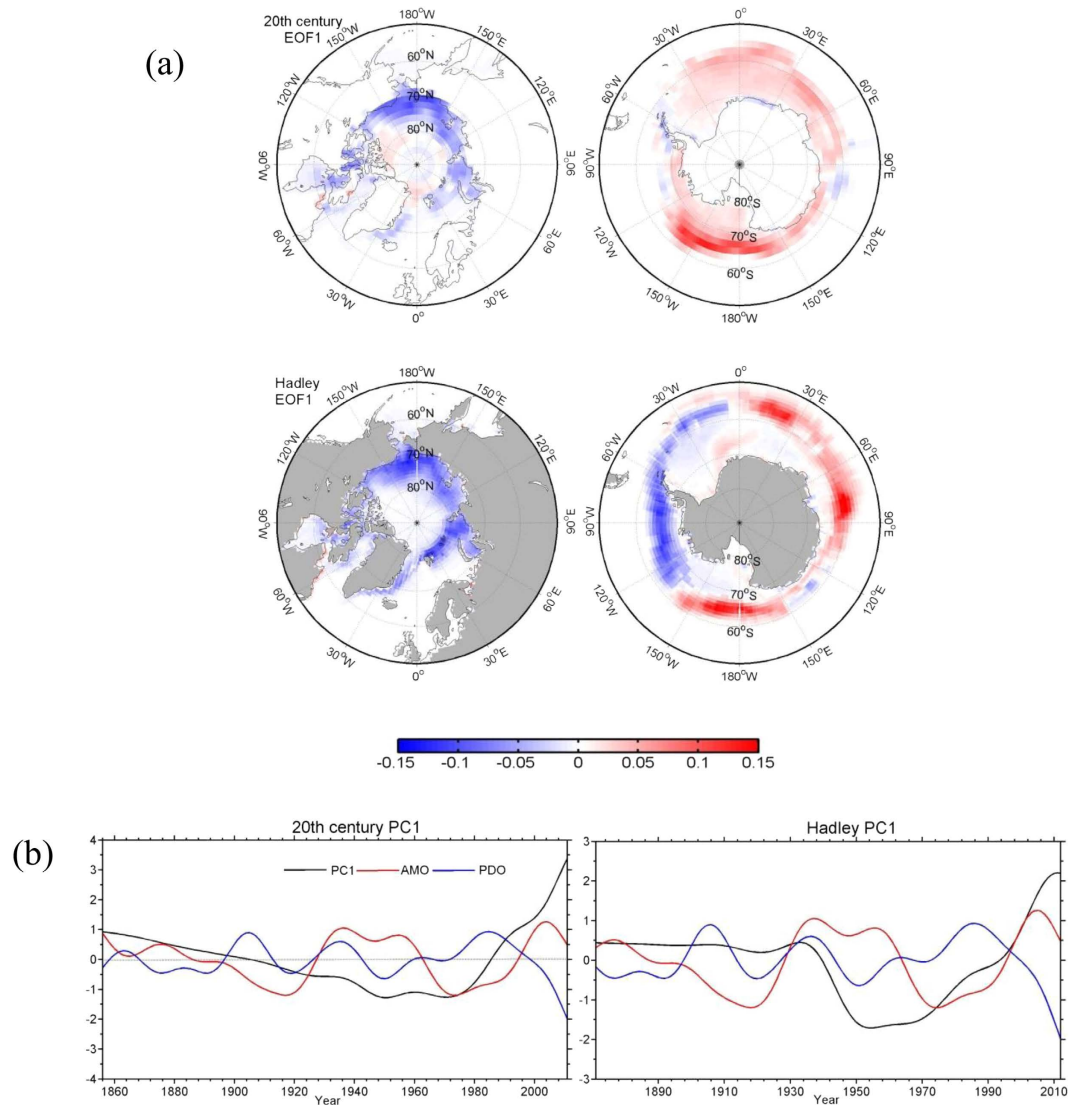 (a)
20th century
EOF1
180°W
150°W
120°W
90°W
60°W
30°W
0°
30°E
60°E
90°E
120°E
150°E
60°N
70°N
80°N
0°
30°W
60°W
90°W
120°W
150°W
180°W
150°E
120°E
90°E
60°E
30°E
80°S
70°S
60°S
Hadley
EOF1
180°W
150°W
120°W
90°W
60°W
30°W
0°
30°E
60°E
90°E
120°E
150°E
60°N
70°N
80°N
0°
30°W
60°W
90°W
120°W
150°W
180°W
150°E
120°E
90°E
60°E
30°E
80°S
70°S
60°S
-0.15 -0.1 -0.05 0 0.05 0.1 0.15
(b)
20th century PC1
PC1 AMO PDO
4
3
2
1
0
-1
-2
-3
-4
1860 1880 1900 1920 1940 1960 1980 2000
Year
Hadley PC1
3
2
1
0
-1
-2
-3
1890 1910 1930 1950 1970 1990 2010
Year